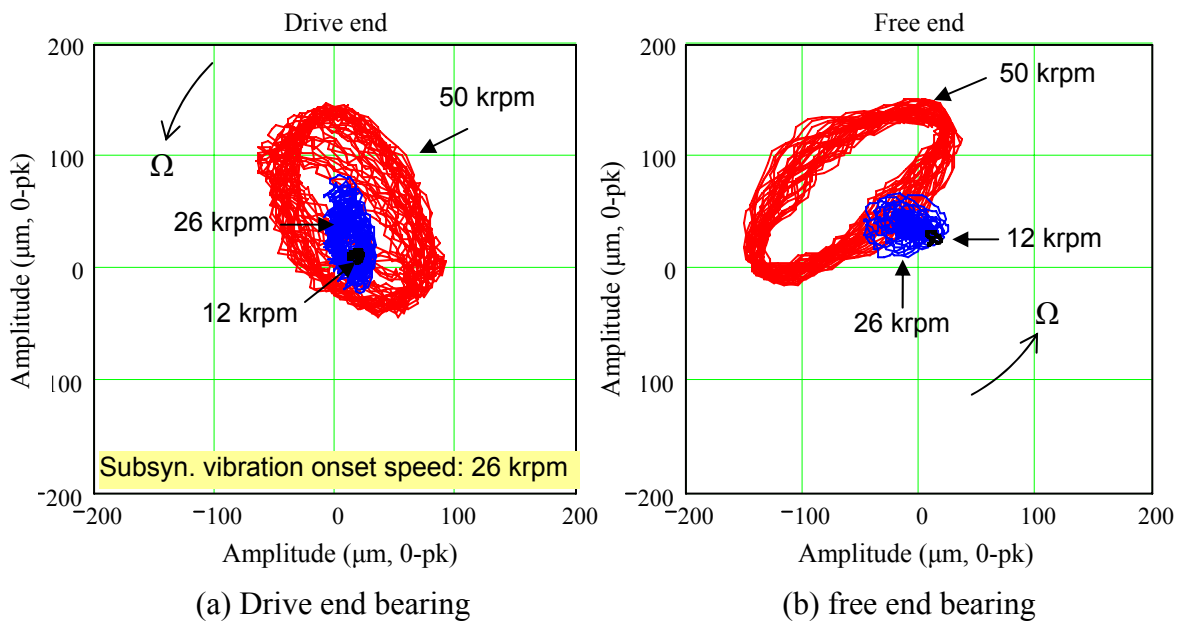 Drive end
200
100
0
100
−200
−200
−100
0
100
200
Amplitude (μm, 0-pk)
Amplitude (μm, 0-pk)
Ω
50 krpm
26 krpm
12 krpm
Subsyn. vibration onset speed: 26 krpm
(a) Drive end bearing
Free end
200
100
0
100
−200
−200
−100
0
100
200
Amplitude (μm, 0-pk)
Amplitude (μm, 0-pk)
50 krpm
12 krpm
26 krpm
Ω
(b) free end bearing